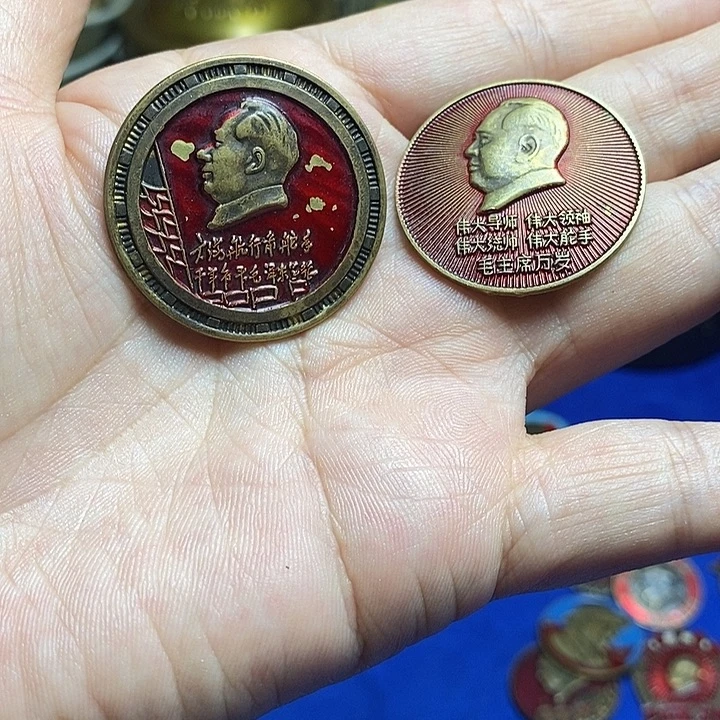 大海航行靠舵手
干革命靠毛泽东思想
伟大导师 伟大领袖
伟大统帅 伟大舵手
毛主席万岁